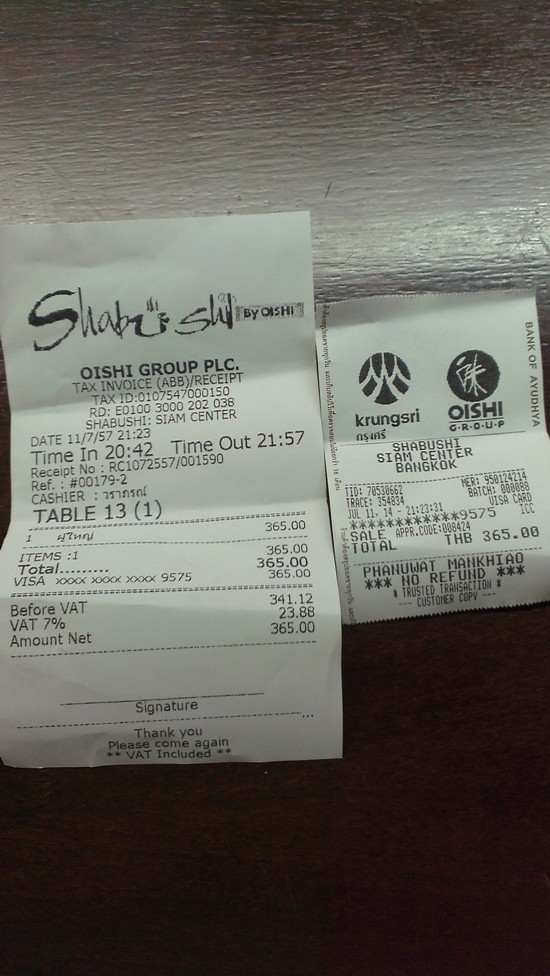 Shabushi By OISHI
OISHI GROUP PLC.
TAX INVOICE (ABB)/RECEIPT
TAX ID:0107547000150
RD: E0100 3000 202 036
SHABUSHI: SIAM CENTER
DATE 11/7/57 21:23
Time In 20:42 Time Out 21:57
Receipt No : RC1072557/001590
Ref. : #00179-2
CASHIER : วราภรณ์
TABLE 13 (1)
1 ผู้ใหญ่ 365.00
ITEMS :1 365.00
Total......... 365.00
VISA xxxx xxxx xxxx 9575 365.00
Before VAT 341.12
VAT 7% 23.88
Amount Net 365.00
Signature
Thank you
Please come again
** VAT Included **
krungsri
กรุงศรี
OISHI
G·R·O·U·P
BANK OF AYUDHYA
SHABUSHI
SIAM CENTER
BANGKOK
TID: 70530662 MER: 950124214
TRACE: 354834 BATCH: 000088
JUL 11. 14 - 21:23:31 VISA CARD
************9575 ICC
SALE APPR.CODE:008424
TOTAL THB 365.00
PHANUWAT MANKHIAO
*** NO REFUND ***
* TRUSTED TRANSACTION *
--- CUSTOMER COPY ---